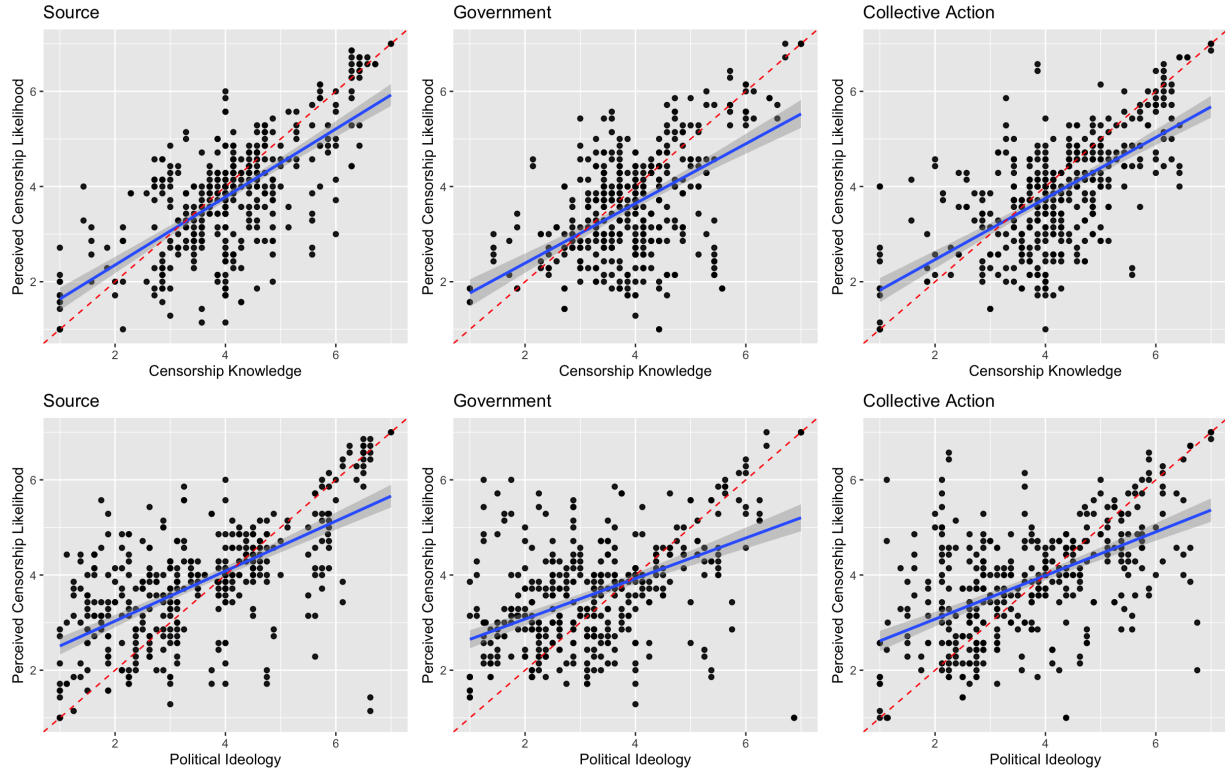 Source
Government
Collective Action
Perceived Censorship Likelihood
6
4
2
2 4 6
Censorship Knowledge
Perceived Censorship Likelihood
6
4
2
2 4 6
Censorship Knowledge
Perceived Censorship Likelihood
6
4
2
2 4 6
Censorship Knowledge
Source
Government
Collective Action
Perceived Censorship Likelihood
6
4
2
2 4 6
Political Ideology
Perceived Censorship Likelihood
6
4
2
2 4 6
Political Ideology
Perceived Censorship Likelihood
6
4
2
2 4 6
Political Ideology